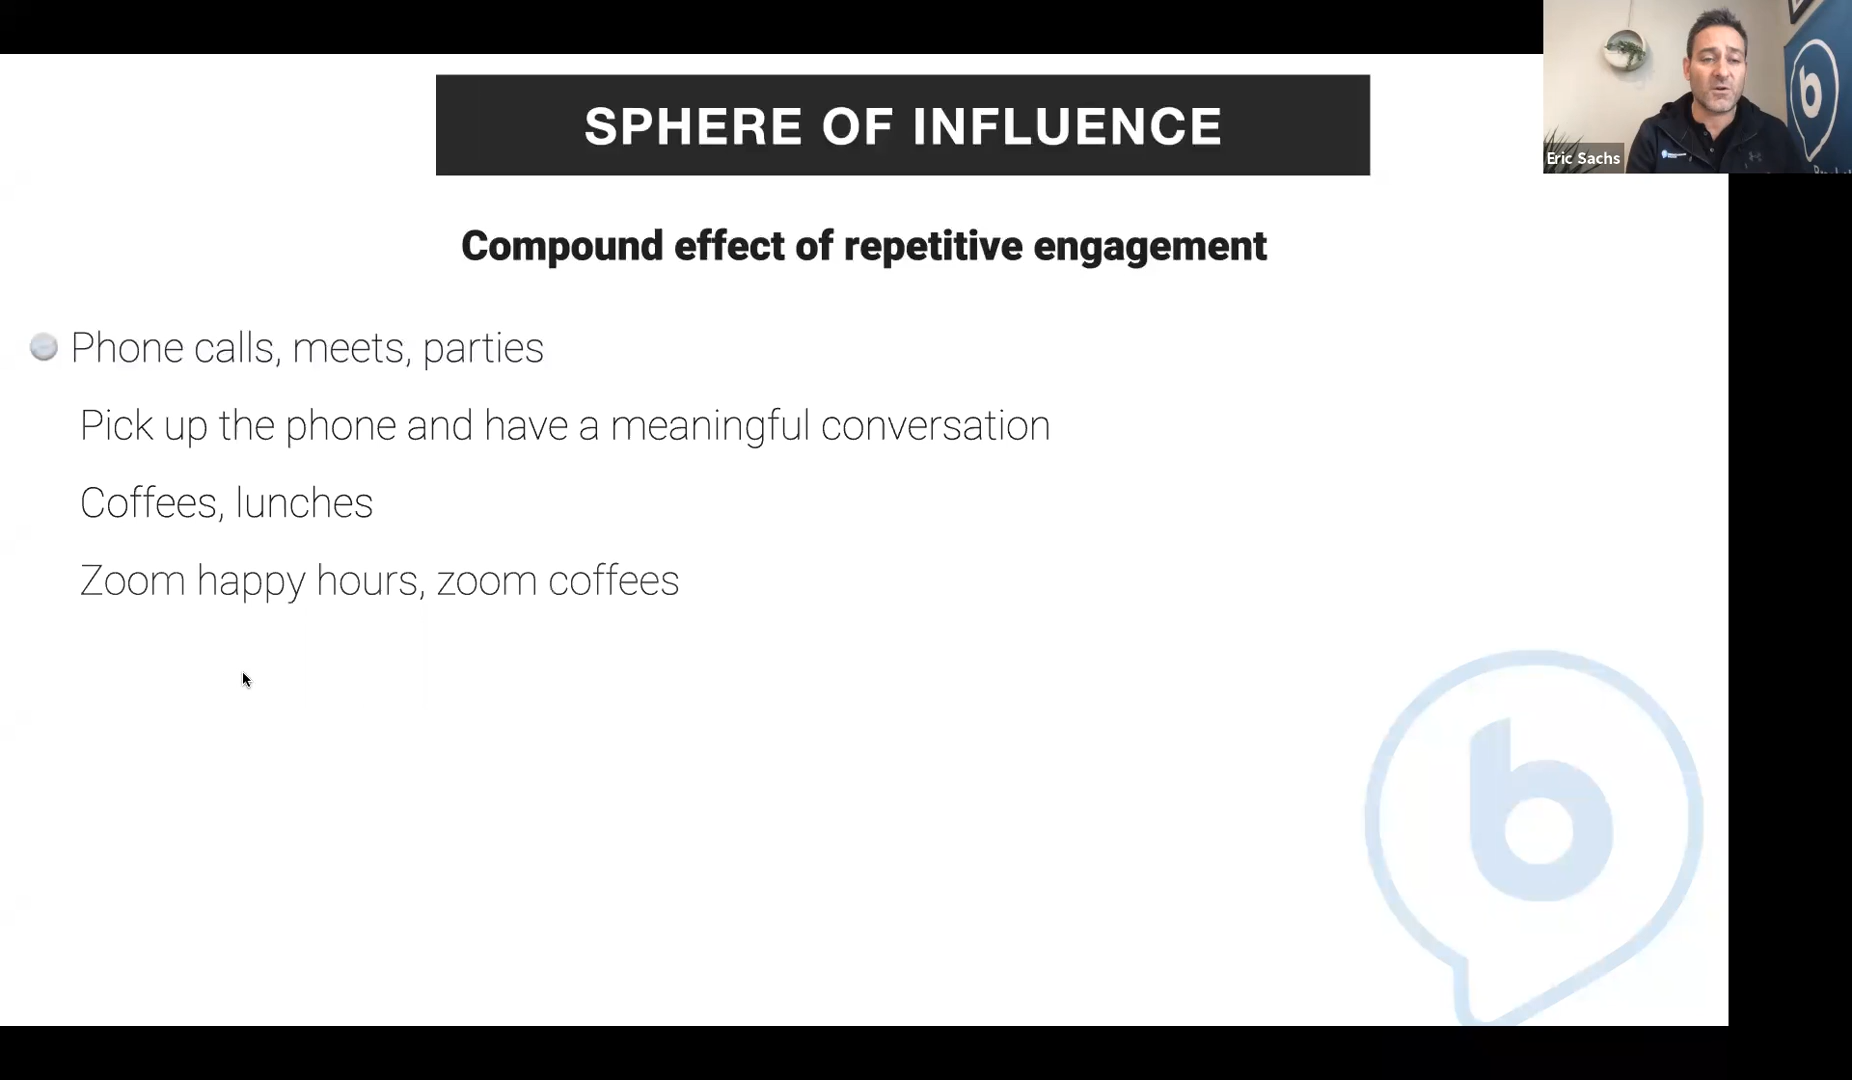 SPHERE OF INFLUENCE
Eric Sachs
Compound effect of repetitive engagement
Phone calls, meets, parties
Pick up the phone and have a meaningful conversation
Coffees, lunches
Zoom happy hours, zoom coffees
b
b